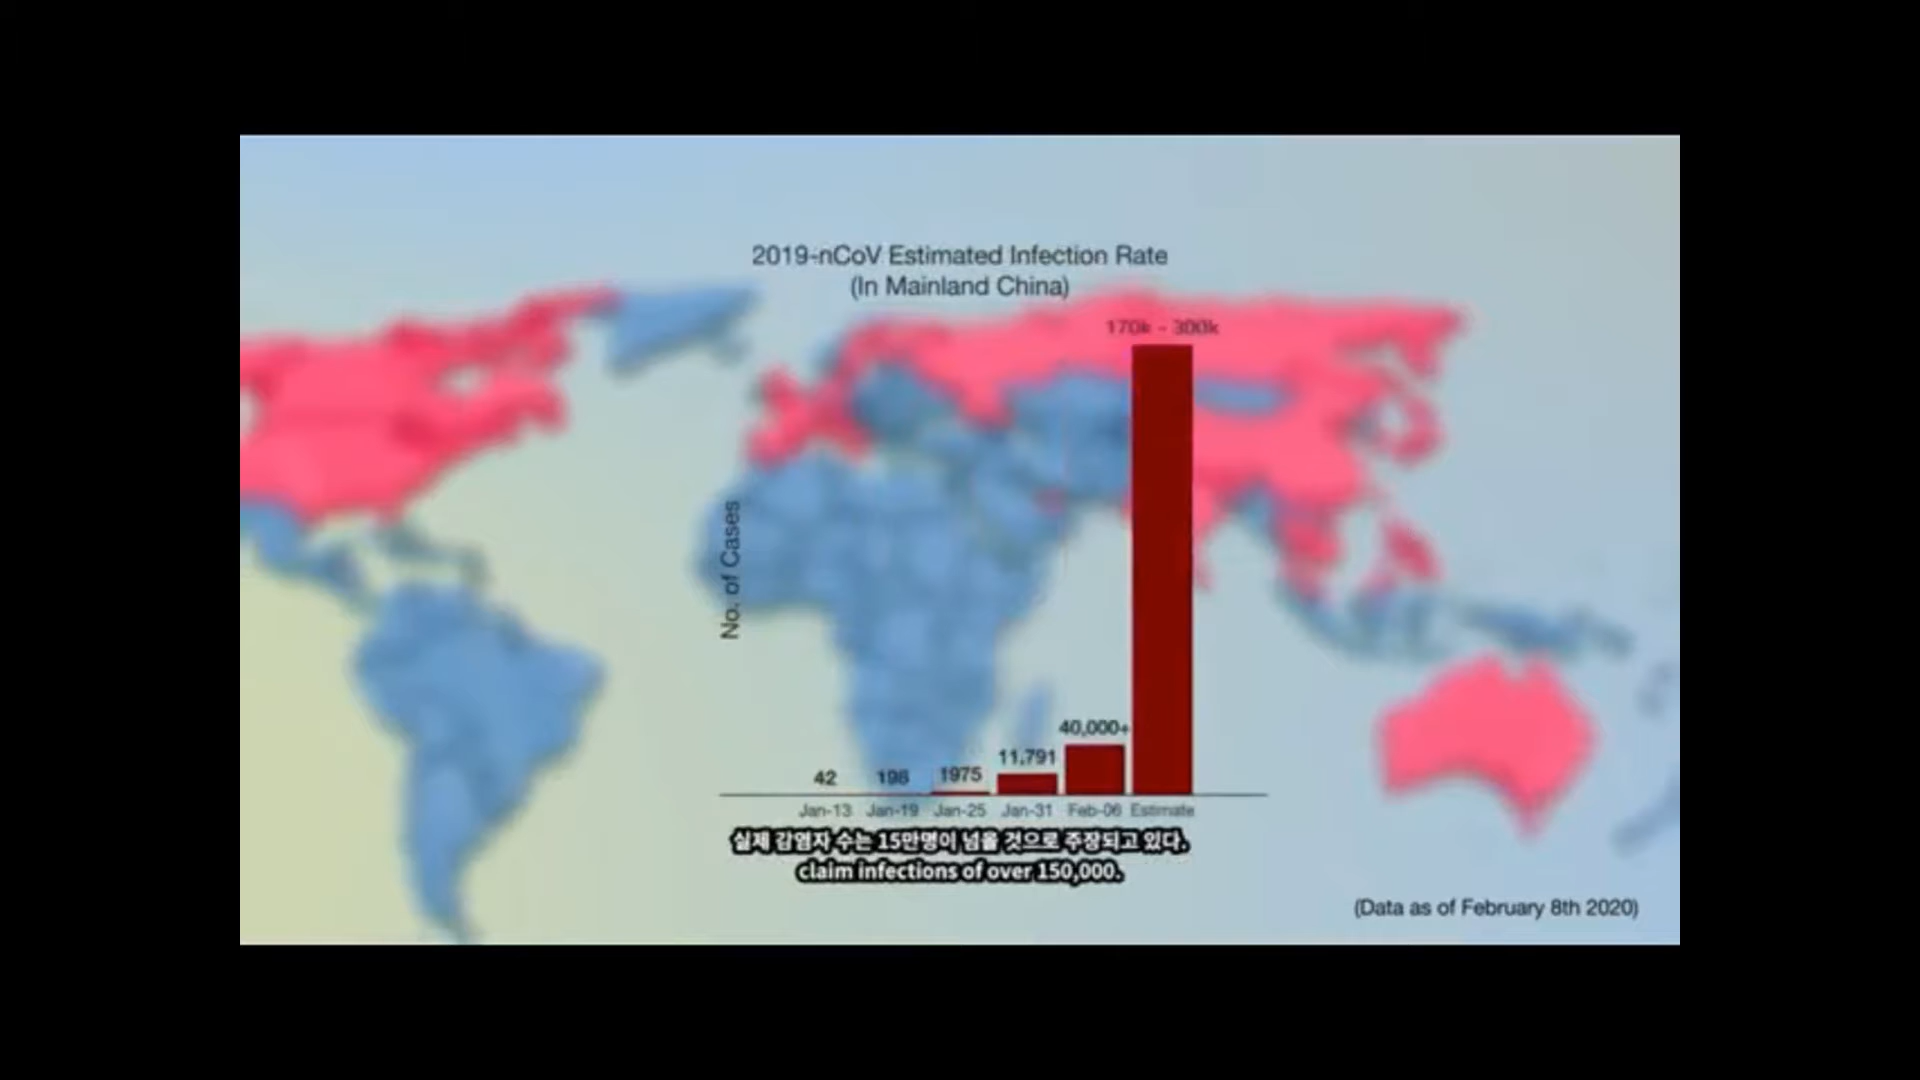 2019-nCoV Estimated Infection Rate
(In Mainland China)
170k - 300k
No. of Cases
40,000+
11,791
1975
198
42
Jan-13 Jan-19 Jan-25 Jan-31 Feb-06 Estimate
실제 감염자 수는 15만명이 넘을 것으로 주장되고 있다.
claim infections of over 150,000.
(Data as of February 8th 2020)